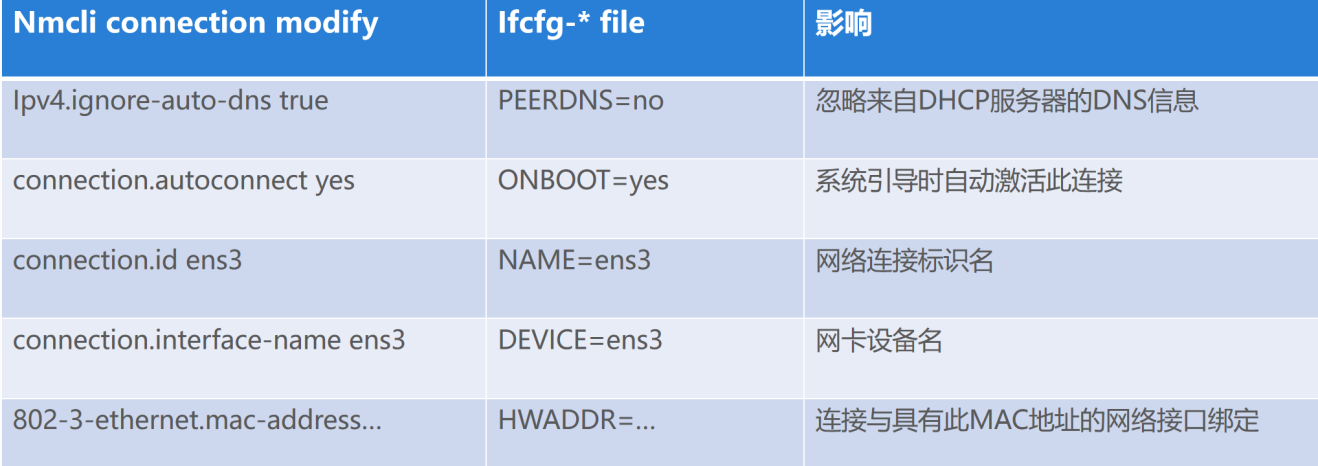 Nmcli connection modify Ifcfg-* file 影响
Ipv4.ignore-auto-dns true PEERDNS=no 忽略来自DHCP服务器的DNS信息
connection.autoconnect yes ONBOOT=yes 系统引导时自动激活此连接
connection.id ens3 NAME=ens3 网络连接标识名
connection.interface-name ens3 DEVICE=ens3 网卡设备名
802-3-ethernet.mac-address... HWADDR=... 连接与具有此MAC地址的网络接口绑定